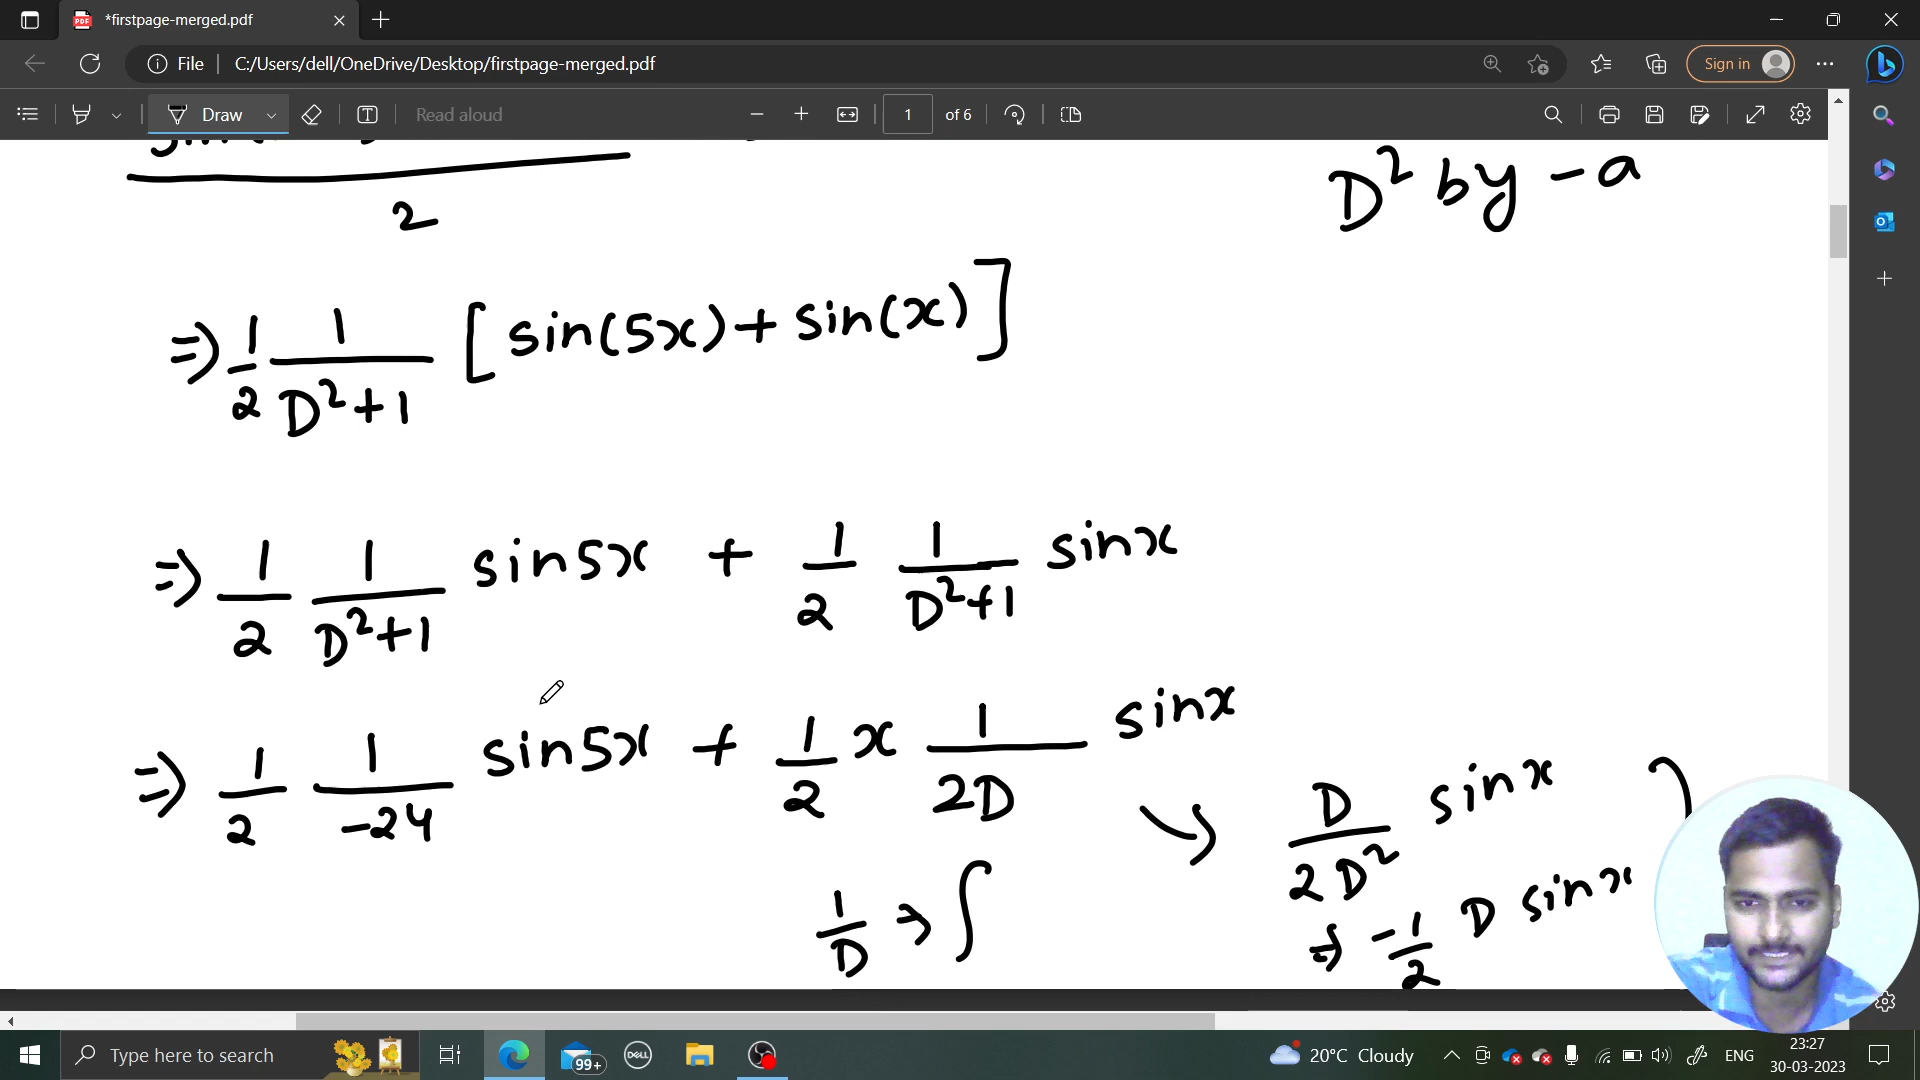 *firstpage-merged.pdf
File | C:/Users/dell/OneDrive/Desktop/firstpage-merged.pdf
Sign in
Draw
Read aloud
1 of 6
2
D² by -a
=> 1/2 1/(D²+1) [sin(5x)+sin(x)]
=> 1/2 1/(D²+1) sin5x + 1/2 1/(D²+1) sinx
=> 1/2 1/-24 sin5x + 1/2 x 1/2D sinx
D/2D² sinx
1/D => ∫
=> -1/2 D sinx
Type here to search
99+
DELL
20°C Cloudy
ENG
23:27
30-03-2023